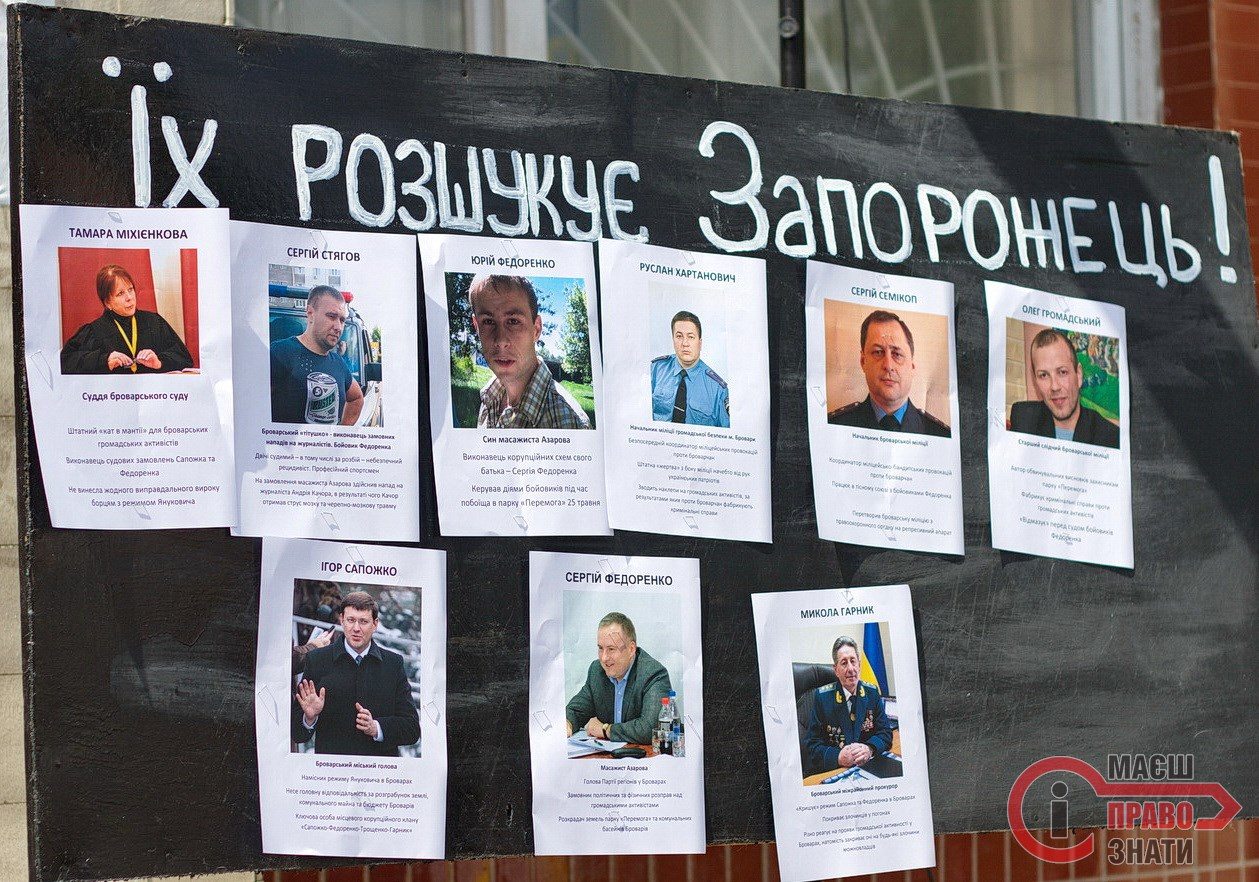 Їх розшукує Запорожець!
ТАМАРА МІХІЄНКОВА
Суддя броварського суду
Штатний «кат в мантії» для броварських
громадських активістів
Виконавець судових замовлень Сапожка та
Федоренка
Не винесла жодного виправдального вироку
борцям з режимом Януковича
СЕРГІЙ СТЯГОВ
Броварський «тітушко» - виконавець замовних
нападів на журналістів. Бойовик Федоренка
Двічі судимий – в тому числі за розбій – небезпечний
рецидивіст. Професійний спортсмен
На замовлення масажиста Азарова здійснив напад на
журналіста Андрія Качора, в результаті чого Качор
отримав струс мозку та черепно-мозкову травму
ЮРІЙ ФЕДОРЕНКО
Син масажиста Азарова
Виконавець корупційних схем свого
батька – Сергія Федоренка
Керував діями бойовиків під час
побоїща в парку «Перемога» 25 травня
РУСЛАН ХАРТАНОВИЧ
Начальник міліції громадської безпеки м. Бровари
Безпосередній координатор міліцейських провокацій
проти броварчан
Штатна «жертва» з боку міліції начебто від рук
українських патріотів
Зводить наклепи на громадських активістів, за
результатами яких проти броварчан фабрикують
кримінальні справи
СЕРГІЙ СЕМІКОП
Начальник броварської міліції
Координатор міліцейсько бандитських провокацій
проти броварчан
Працює в тісному союзі з бойовиками Федоренка
Перетворив броварську міліцію з
правоохоронного органу на репресивний апарат
ОЛЕГ ГРОМАДСЬКИЙ
Старший слідчий броварської міліції
Автор обвинувальних висновків захисникам
парку «Перемога»
Фабрикує кримінальні справи проти
громадських активістів
«Відмазує» перед судом бойовиків
Федоренка
ІГОР САПОЖКО
Броварський міський голова
Намісник режиму Януковича в Броварах
Несе головну відповідальність за розграбунок землі,
комунального майна та бюджету Броварів
Ключова особа місцевого корупційного клану
«Сапожко-Федоренко-Трощенко-Гарник»
СЕРГІЙ ФЕДОРЕНКО
Масажист Азарова
Голова Партії регіонів у Броварах
Замовник політичних та фізичних розправ над
громадськими активістами
Розкрадач земель парку «Перемога» та комунальних
басейнів Броварів
МИКОЛА ГАРНИК
Броварський міжрайонний прокурор
«Кришує» режим Сапожка та Федоренка в Броварах
Покриває злочинців у погонах
Різко реагує на прояви громадської активності у
Броварах, натомість закриває очі на будь-які злочини
можновладців
МАЄШ
ПРАВО
ЗНАТИ